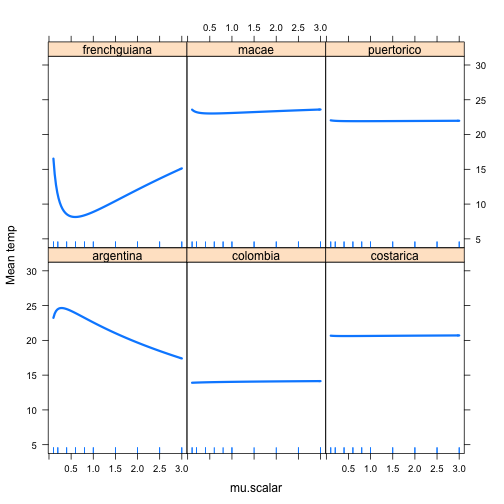 0.5 1.0 1.5 2.0 2.5 3.0
frenchguiana macae puertorico
30
25
20
15
10
5
Mean temp
argentina colombia costarica
30
25
20
15
10
5
0.5 1.0 1.5 2.0 2.5 3.0 0.5 1.0 1.5 2.0 2.5 3.0
mu.scalar